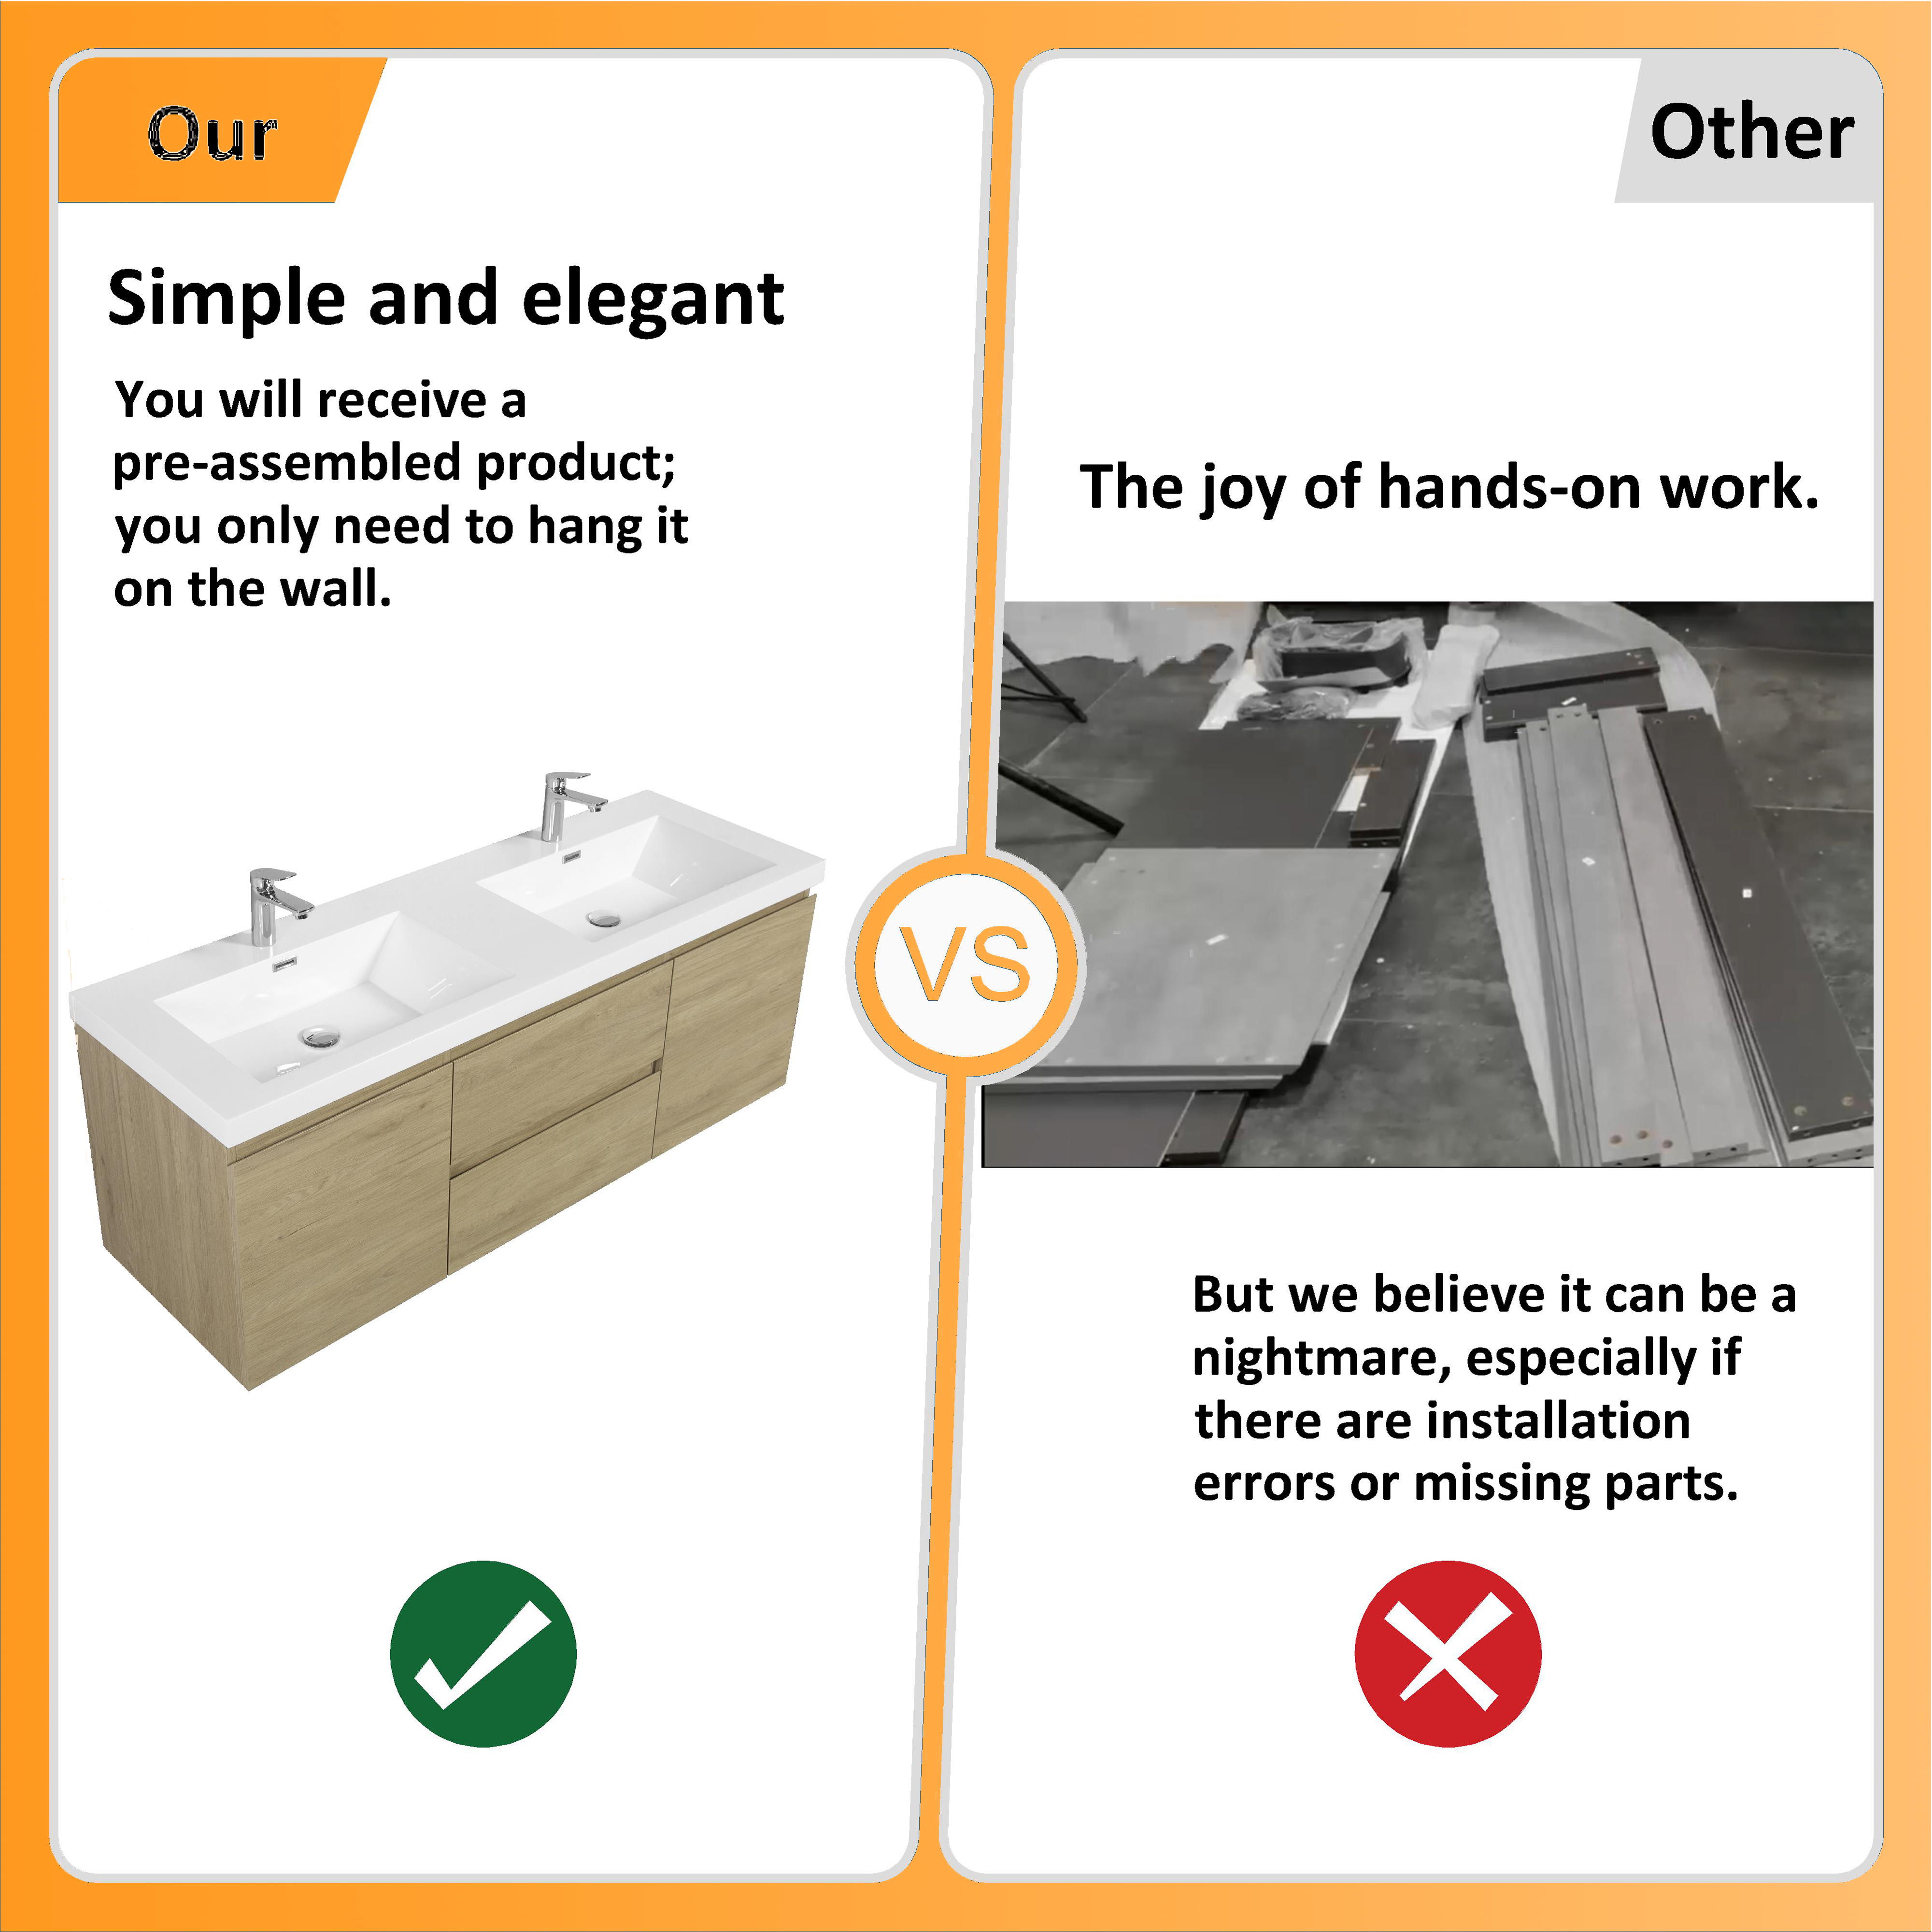 Our
Simple and elegant
You will receive a
pre-assembled product;
you only need to hang it
on the wall.
VS
Other
The joy of hands-on work.
But we believe it can be a
nightmare, especially if
there are installation
errors or missing parts.